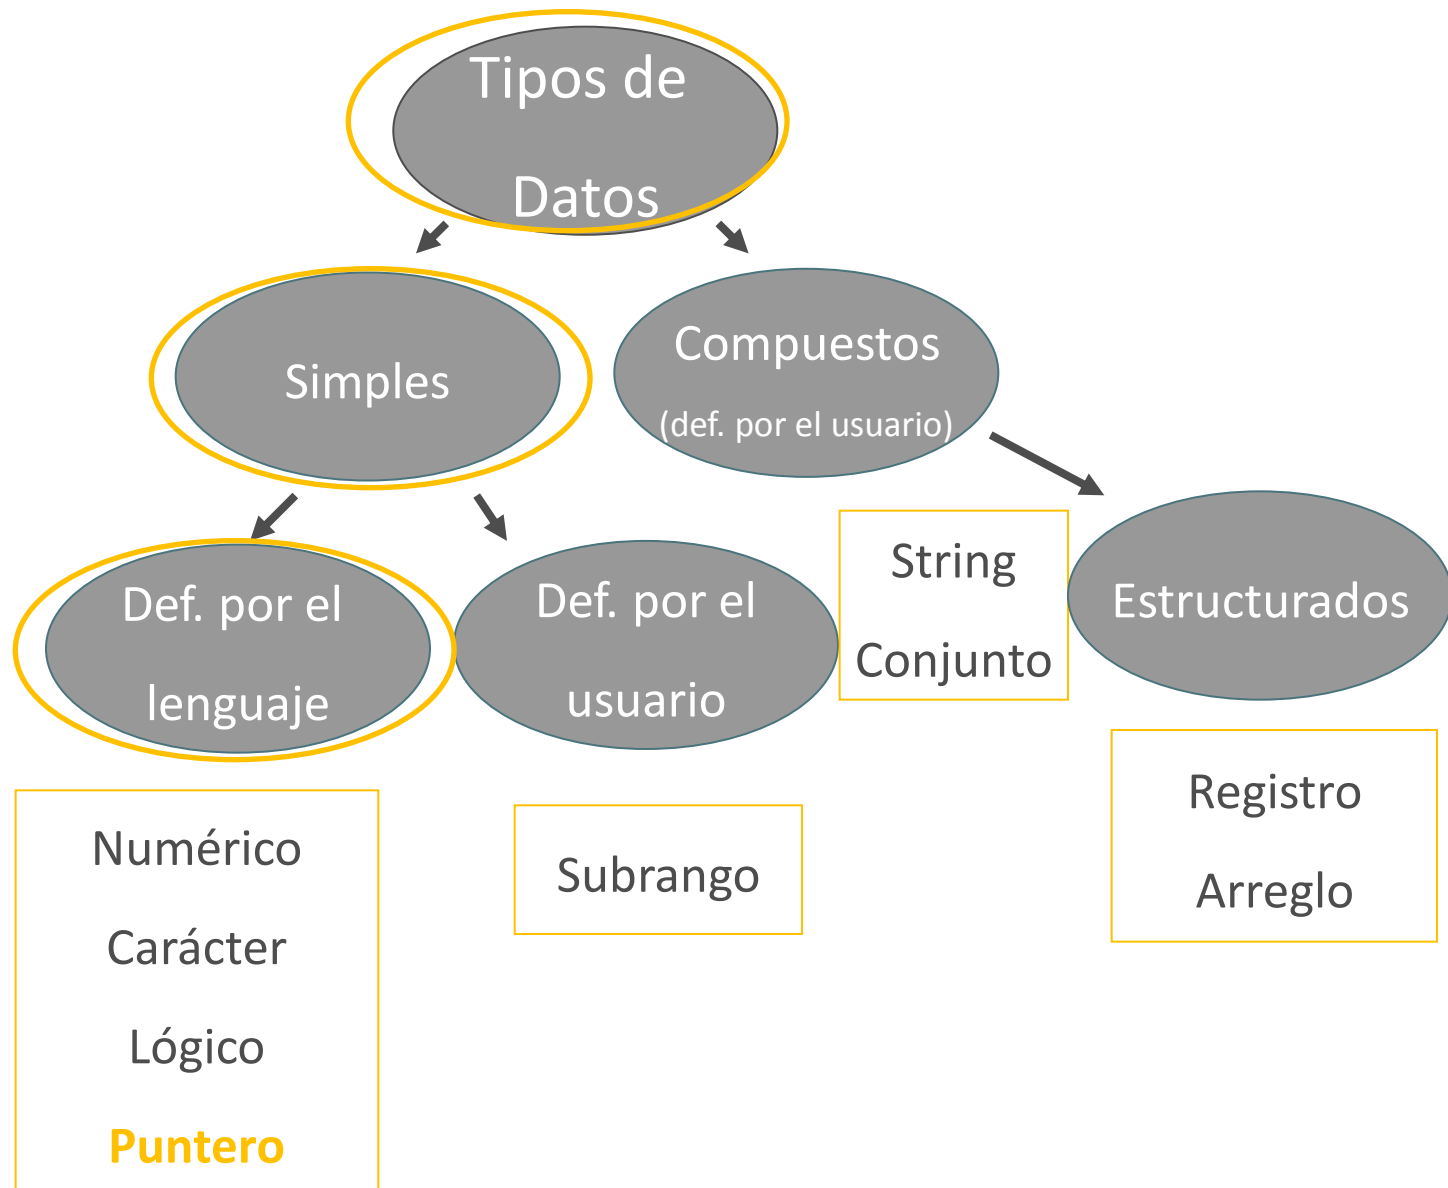 Tipos de
Datos
Simples
Compuestos
(def. por el usuario)
Def. por el
lenguaje
Def. por el
usuario
String
Conjunto
Estructurados
Numérico
Carácter
Lógico
Puntero
Subrango
Registro
Arreglo